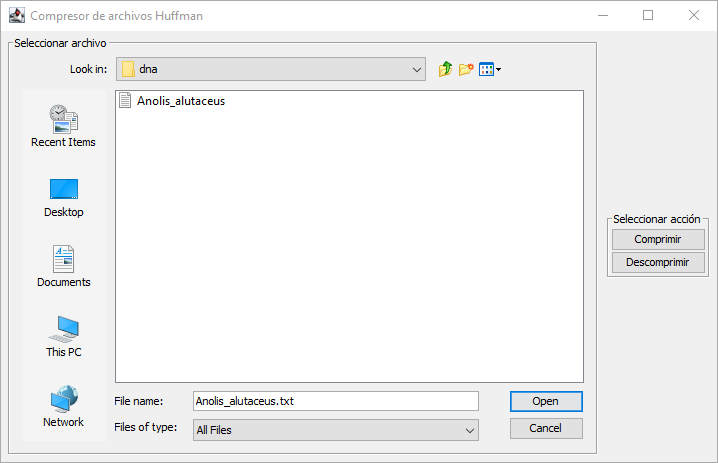 Compresor de archivos Huffman
Seleccionar archivo
Look in:
dna
Recent Items
Desktop
Documents
This PC
Network
Anolis_alutaceus
File name:
Anolis_alutaceus.txt
Open
Files of type:
All Files
Cancel
Seleccionar acción
Comprimir
Descomprimir